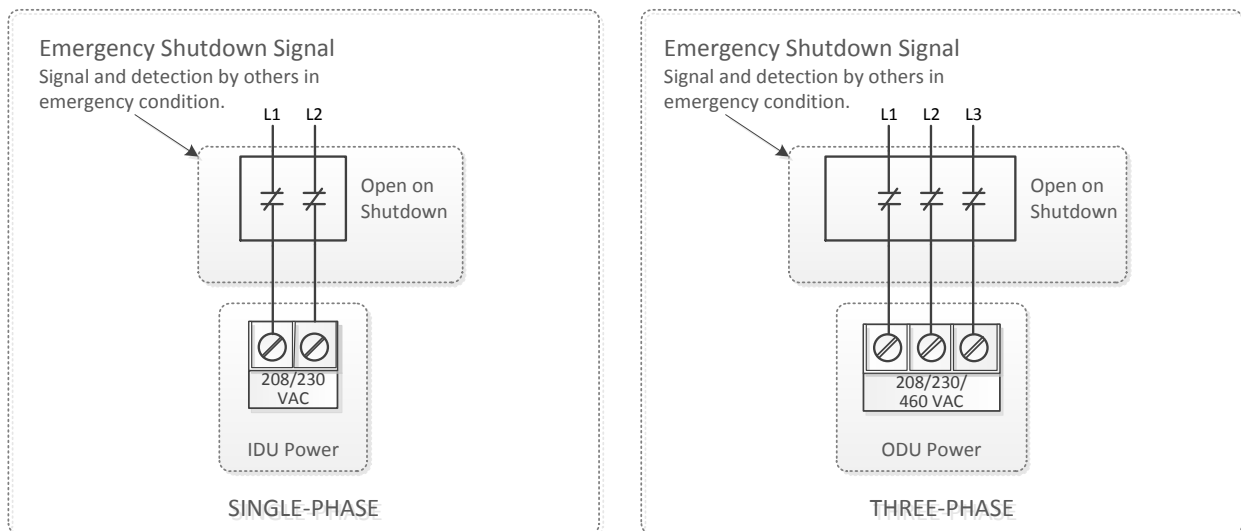 Emergency Shutdown Signal
Signal and detection by others in
emergency condition.
L1 L2
Open on
Shutdown
208/230
VAC
IDU Power
SINGLE-PHASE
Emergency Shutdown Signal
Signal and detection by others in
emergency condition.
L1 L2 L3
Open on
Shutdown
208/230/
460 VAC
ODU Power
THREE-PHASE